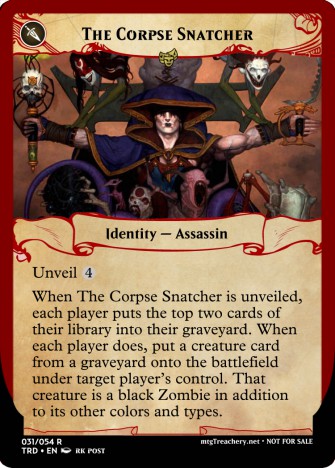 The Corpse Snatcher
Identity — Assassin
Unveil 4
When The Corpse Snatcher is unveiled,
each player puts the top two cards of
their library into their graveyard. When
each player does, put a creature card
from a graveyard onto the battlefield
under target player's control. That
creature is a black Zombie in addition
to its other colors and types.
031/054 R
TRD • EN RK POST
mtgTreachery.net • NOT FOR SALE